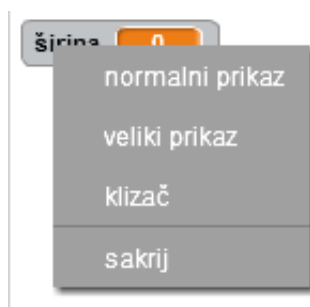 širina 0
normalni prikaz
veliki prikaz
klizač
sakrij